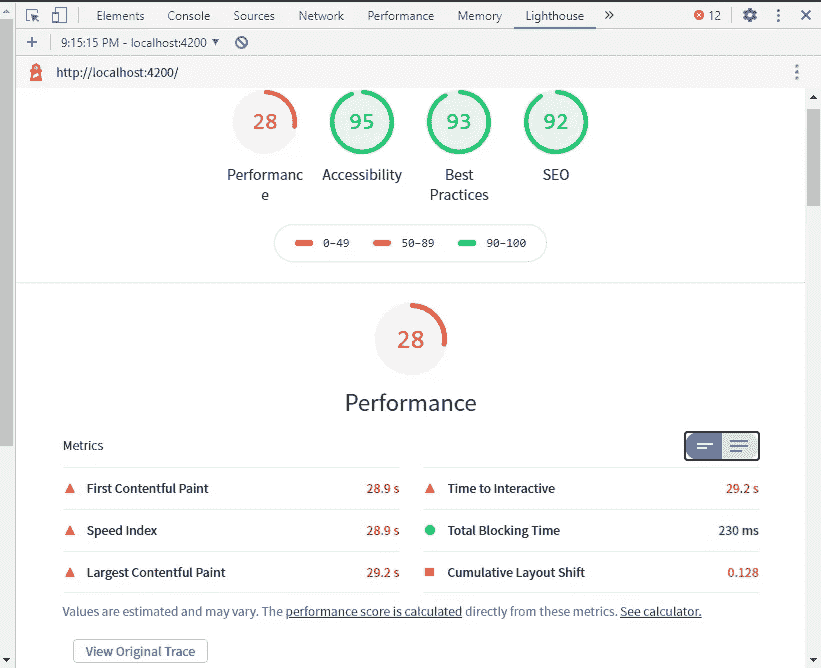 Elements Console Sources Network Performance Memory Lighthouse » 12
9:15:15 PM - localhost:4200
http://localhost:4200/
28 95 93 92
Performanc Accessibility Best SEO
e Practices
0–49 50–89 90–100
28
Performance
Metrics
First Contentful Paint 28.9 s Time to Interactive 29.2 s
Speed Index 28.9 s Total Blocking Time 230 ms
Largest Contentful Paint 29.2 s Cumulative Layout Shift 0.128
Values are estimated and may vary. The performance score is calculated directly from these metrics. See calculator.
View Original Trace